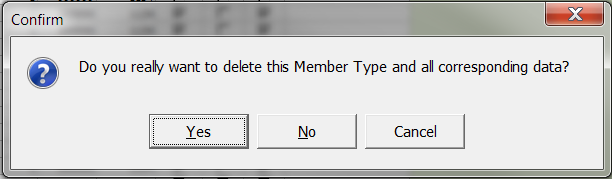 Confirm
Do you really want to delete this Member Type and all corresponding data?
Yes
No
Cancel